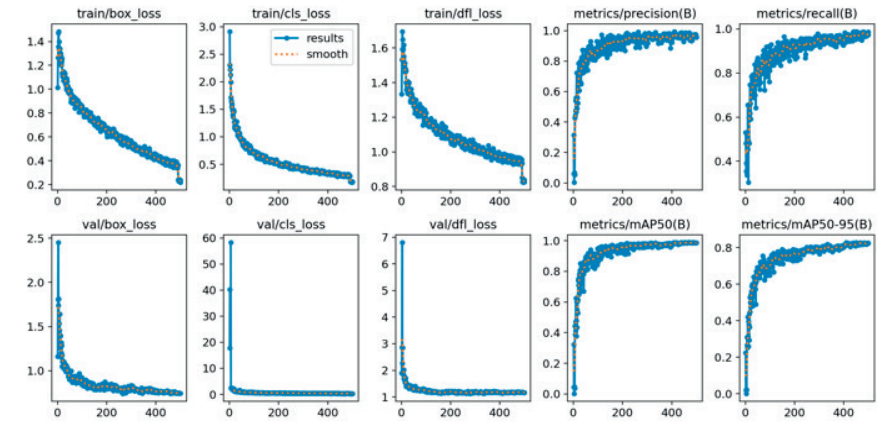 train/box_loss
train/cls_loss
train/dfl_loss
metrics/precision(B)
metrics/recall(B)
1.4
1.2
1.0
0.8
0.6
0.4
0.2
0 200 400
3.0
2.5
2.0
1.5
1.0
0.5
0 200 400
results
smooth
1.6
1.4
1.2
1.0
0.8
0 200 400
1.0
0.8
0.6
0.4
0.2
0.0
0 200 400
1.0
0.8
0.6
0.4
0 200 400
val/box_loss
val/cls_loss
val/dfl_loss
metrics/mAP50(B)
metrics/mAP50-95(B)
2.5
2.0
1.5
1.0
0 200 400
60
50
40
30
20
10
0
0 200 400
7
6
5
4
3
2
1
0 200 400
1.0
0.8
0.6
0.4
0.2
0.0
0 200 400
0.8
0.6
0.4
0.2
0.0
0 200 400